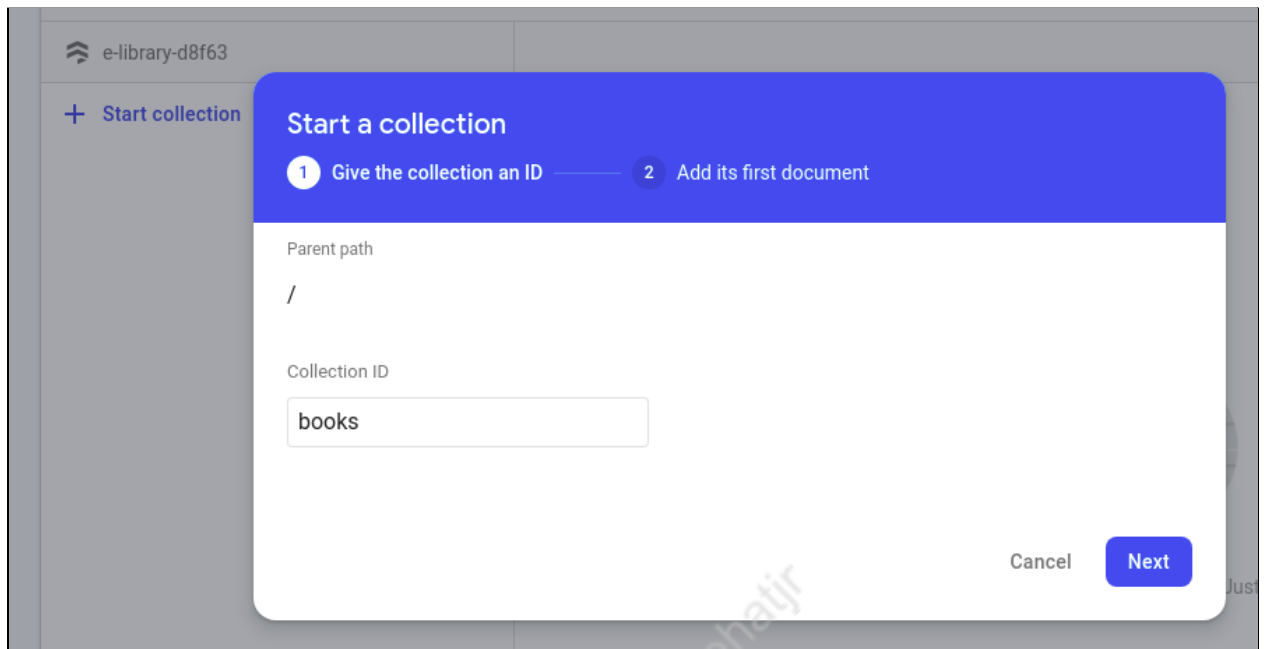 e-library-d8f63
Start collection
Start a collection
1 Give the collection an ID 2 Add its first document
Parent path
/
Collection ID
books
Cancel Next
Just